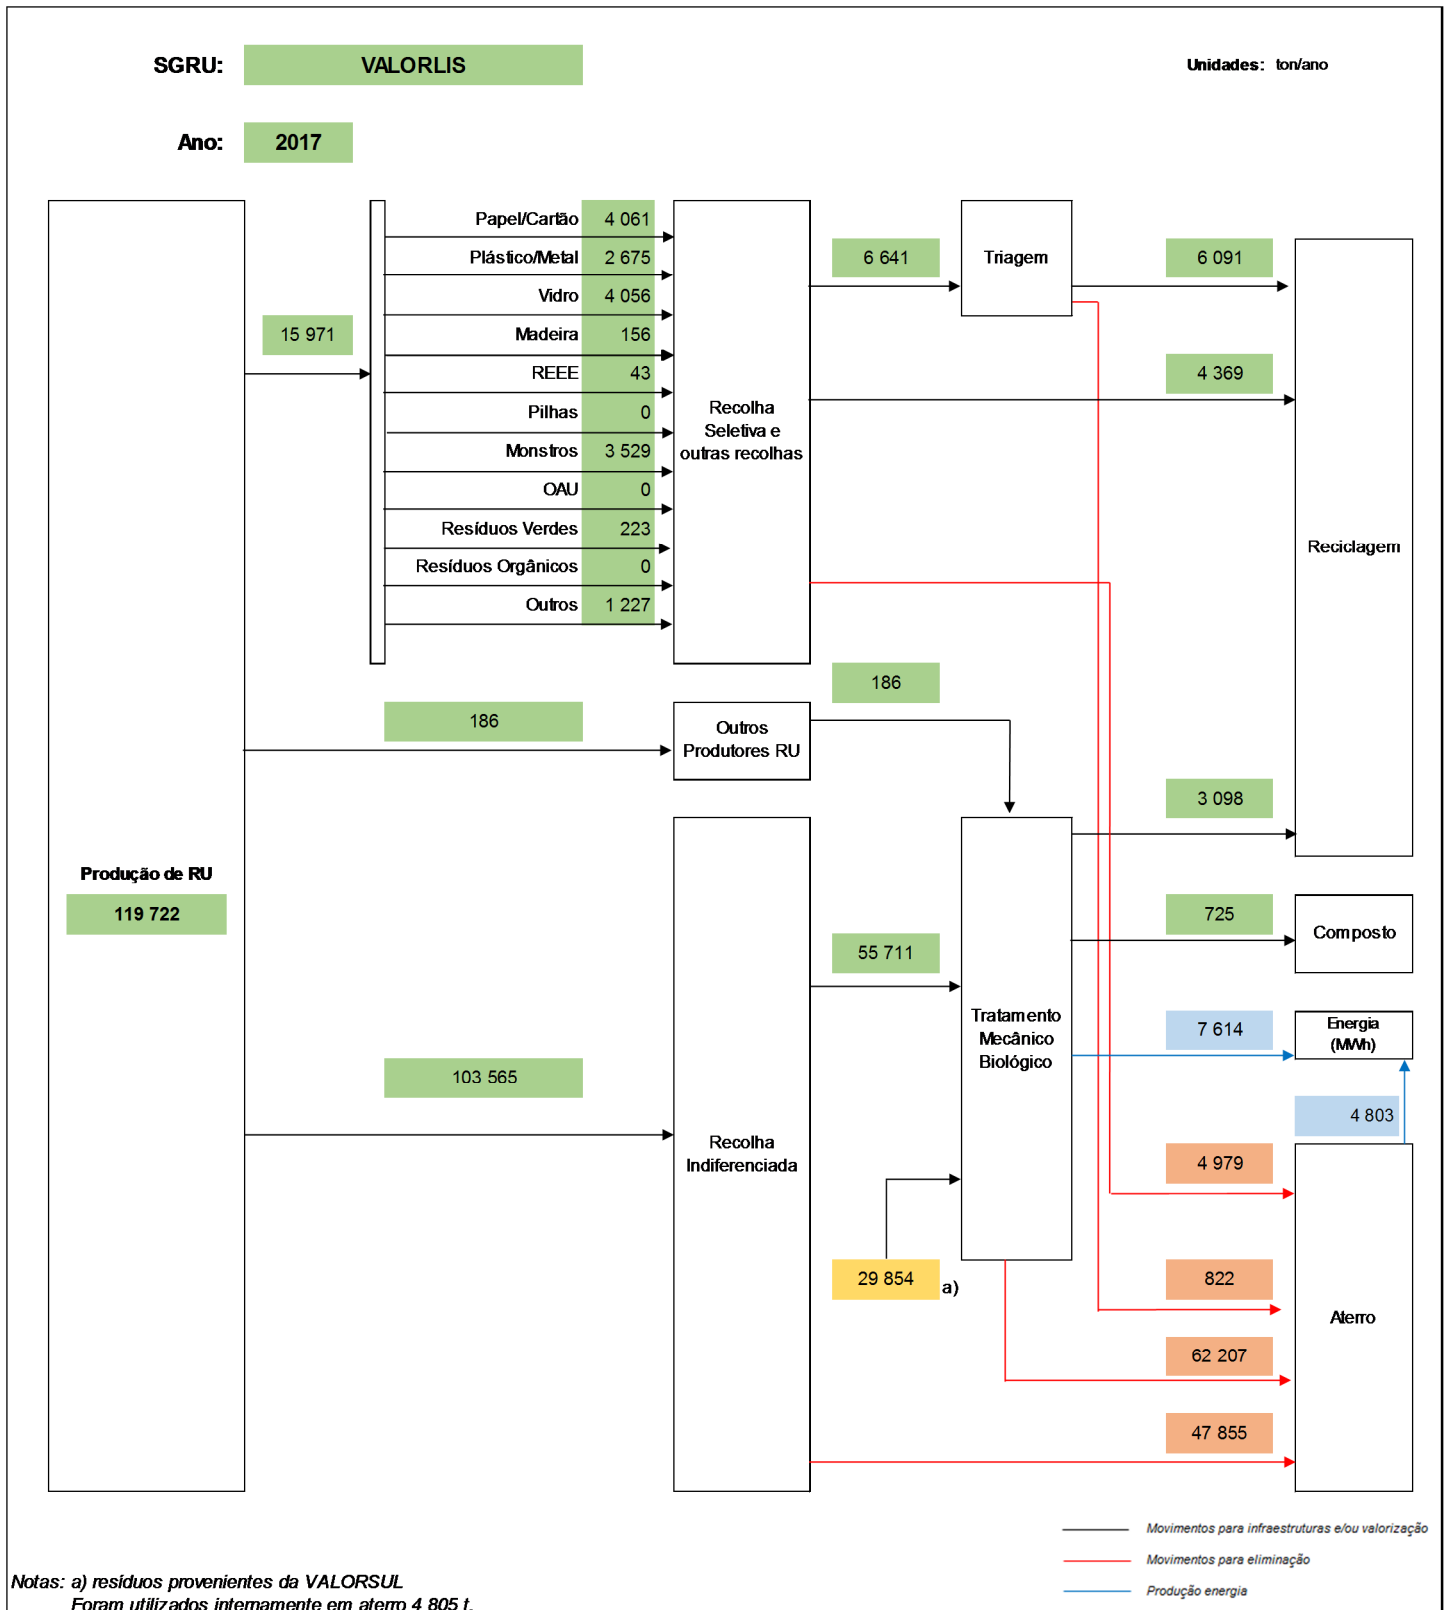 SGRU: VALORLIS
Unidades: ton/ano
Ano: 2017
Papel/Cartão 4 061
Plástico/Metal 2 675
Vidro 4 056
Madeira 156
REEE 43
Pilhas 0
Monstros 3 529
OAU 0
Resíduos Verdes 223
Resíduos Orgânicos 0
Outros 1 227
15 971
Recolha
Seletiva e
outras recolhas
6 641
Triagem
6 091
4 369
Reciclagem
186
186
Outros
Produtores RU
3 098
Produção de RU
119 722
725
Composto
55 711
Tratamento
Mecânico
Biológico
7 614
Energia
(MWh)
103 565
4 803
Recolha
Indiferenciada
4 979
29 854 a)
822
Aterro
62 207
47 855
Movimentos para infraestruturas e/ou valorização
Movimentos para eliminação
Produção energia
Notas: a) resíduos provenientes da VALORSUL
Foram utilizados internamente em aterro 4 805 t.